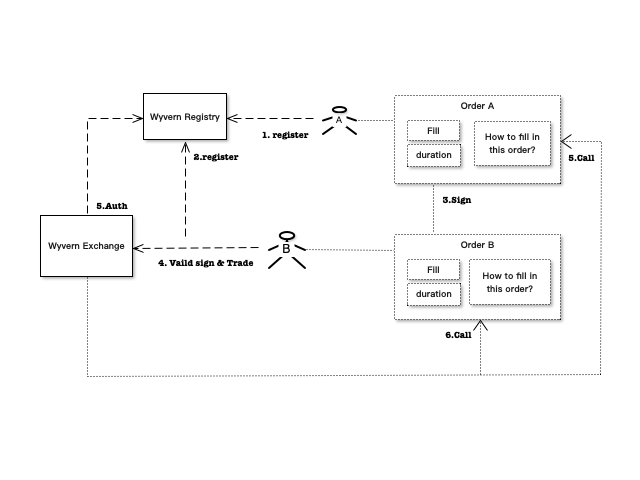 Order A
Wyvern Registry
A
1. register
Fill
How to fill in
this order?
duration
2.register
5.Call
3.Sign
5.Auth
Wyvern Exchange
B
4. Vaild sign & Trade
Order B
Fill
How to fill in
this order?
duration
6.Call